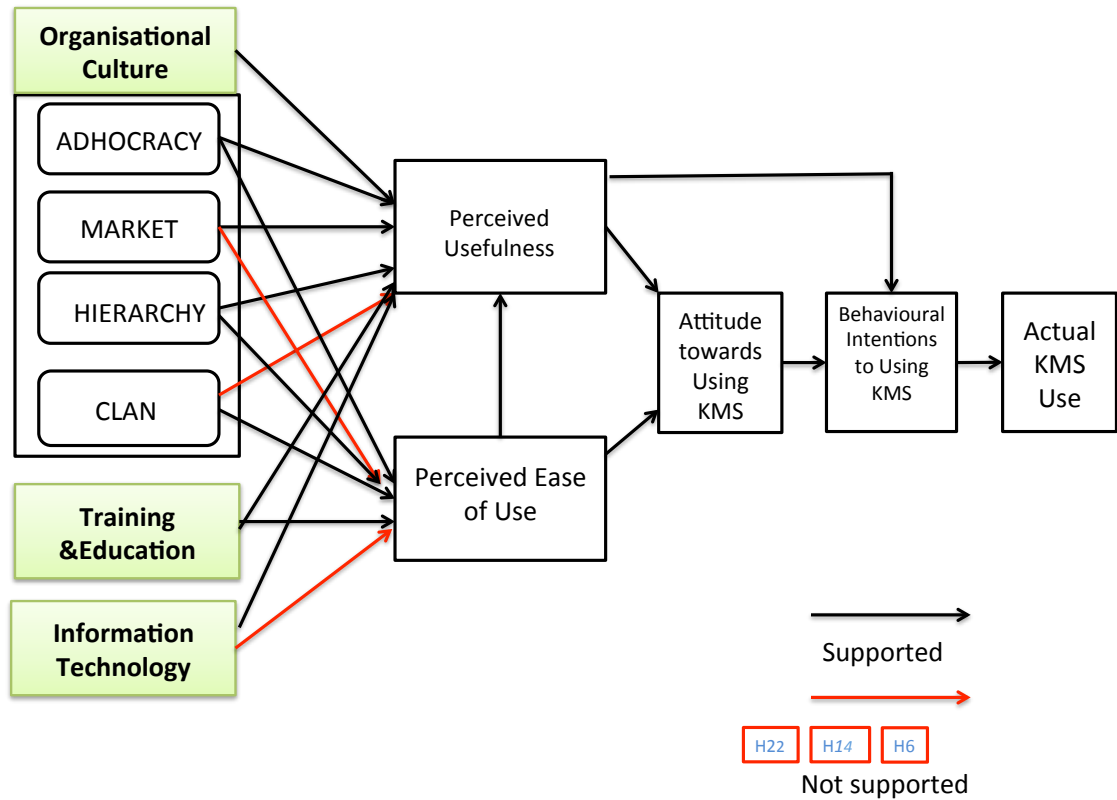 Organisational
Culture
ADHOCRACY
MARKET
HIERARCHY
CLAN
Training
&Education
Information
Technology
Perceived
Usefulness
Perceived Ease
of Use
Attitude
towards
Using
KMS
Behavioural
Intentions
to Using
KMS
Actual
KMS
Use
Supported
H22 H14 H6
Not supported